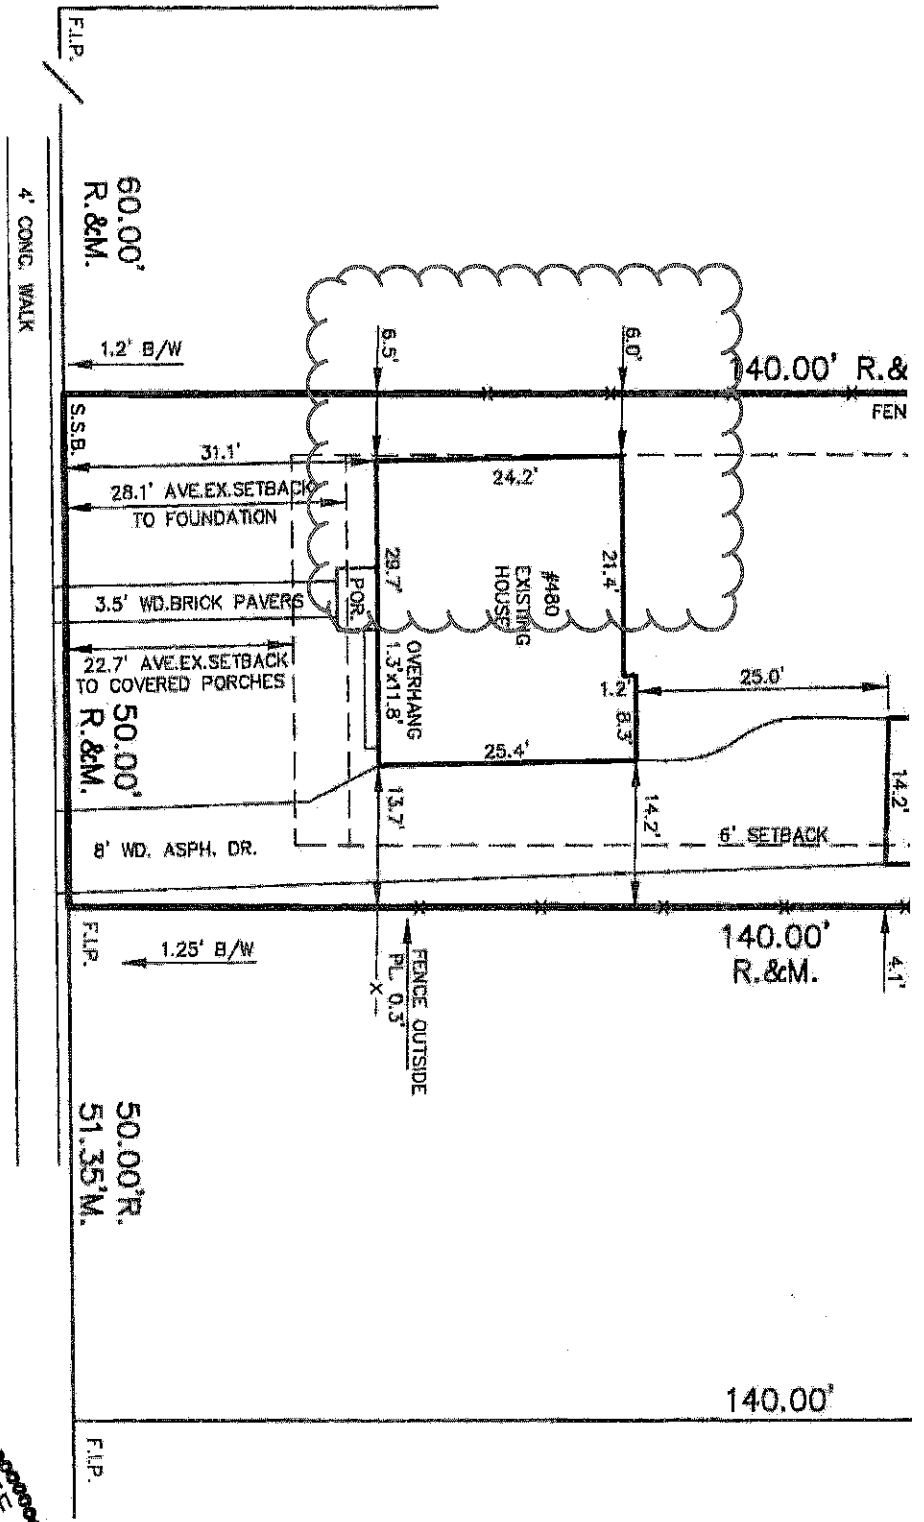 F.I.P.
4' CONC. WALK
60.00'
R.&M.
1.2' B/W
6.5'
6.0'
140.00' R.&
FEN
S.S.B.
31.1'
24.2'
28.1' AVE.EX.SETBACK
TO FOUNDATION
29.7'
21.4'
#480
EXISTING
HOUSE
3.5' WD.BRICK PAVERS
POR.
22.7' AVE.EX.SETBACK
TO COVERED PORCHES
OVERHANG
1.3'x11.8'
1.2'
8.3'
25.0'
50.00'
R.&M.
25.4'
13.7'
14.2'
14.2'
8' WD. ASPH. DR.
6' SETBACK
F.I.P.
1.25' B/W
X
FENCE OUTSIDE
PL 0.3'
140.00'
R.&M.
4.1'
50.00'R.
51.35'M.
140.00'
F.I.P.